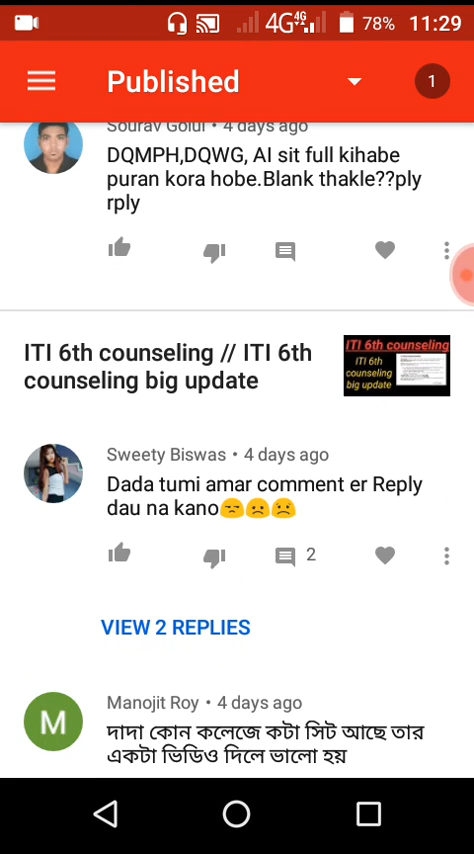 4G 4G 78% 11:29
Published 1
Sourav Golui • 4 days ago
DQMPH,DQWG, AI sit full kihabe
puran kora hobe.Blank thakle??ply
rply
ITI 6th counseling // ITI 6th
counseling big update
ITI 6th counseling
ITI 6th
counseling
big update
Sweety Biswas • 4 days ago
Dada tumi amar comment er Reply
dau na kano😒☹️😟
2
VIEW 2 REPLIES
M
Manojit Roy • 4 days ago
দাদা কোন কলেজে কটা সিট আছে তার
একটা ভিডিও দিলে ভালো হয়